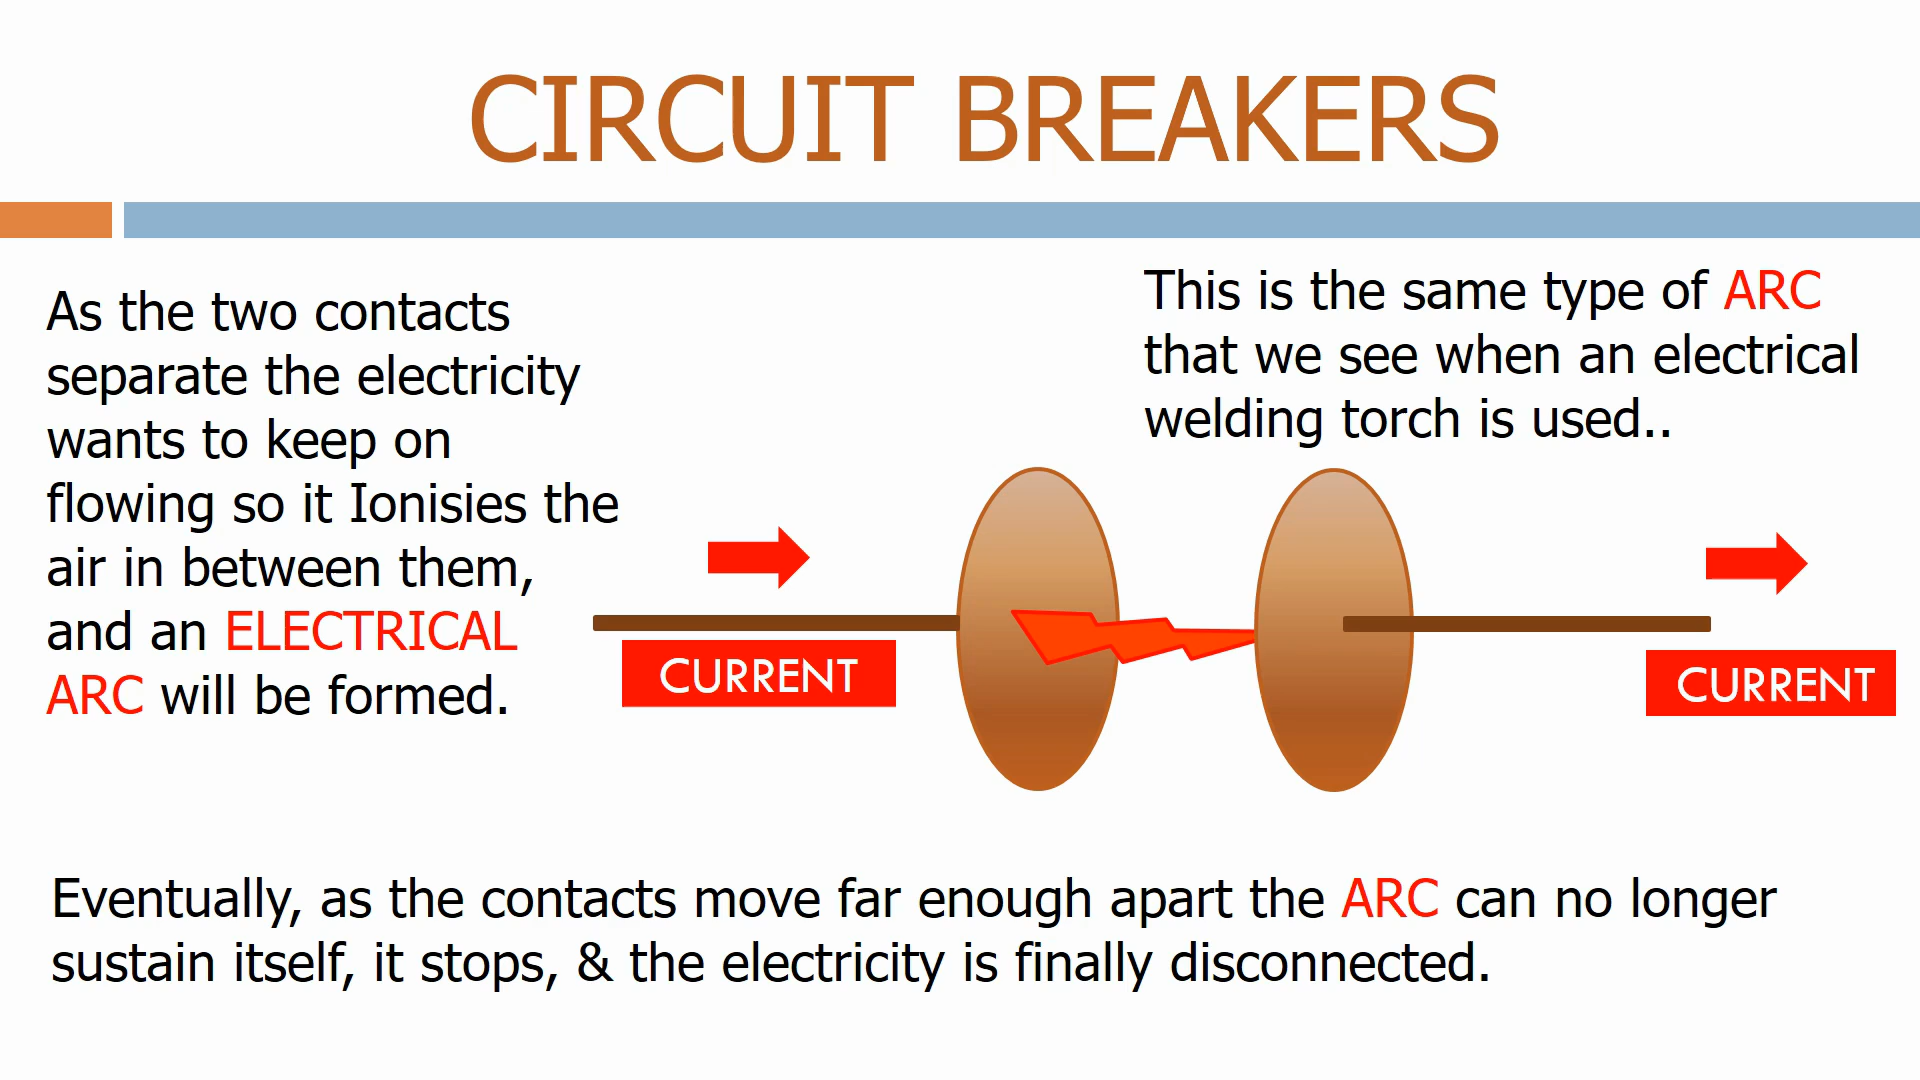 CIRCUIT BREAKERS
As the two contacts
separate the electricity
wants to keep on
flowing so it Ionisies the
air in between them,
and an ELECTRICAL
ARC will be formed.
This is the same type of ARC
that we see when an electrical
welding torch is used..
CURRENT
CURRENT
Eventually, as the contacts move far enough apart the ARC can no longer
sustain itself, it stops, & the electricity is finally disconnected.